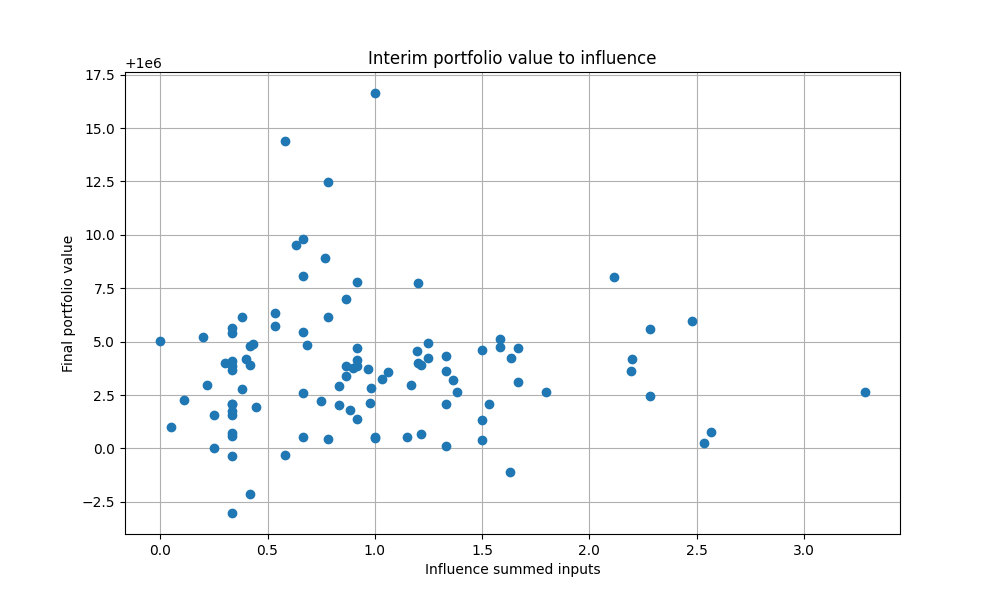 Interim portfolio value to influence
+1e6
17.5
15.0
12.5
10.0
7.5
5.0
2.5
0.0
−2.5
Final portfolio value
0.0 0.5 1.0 1.5 2.0 2.5 3.0
Influence summed inputs